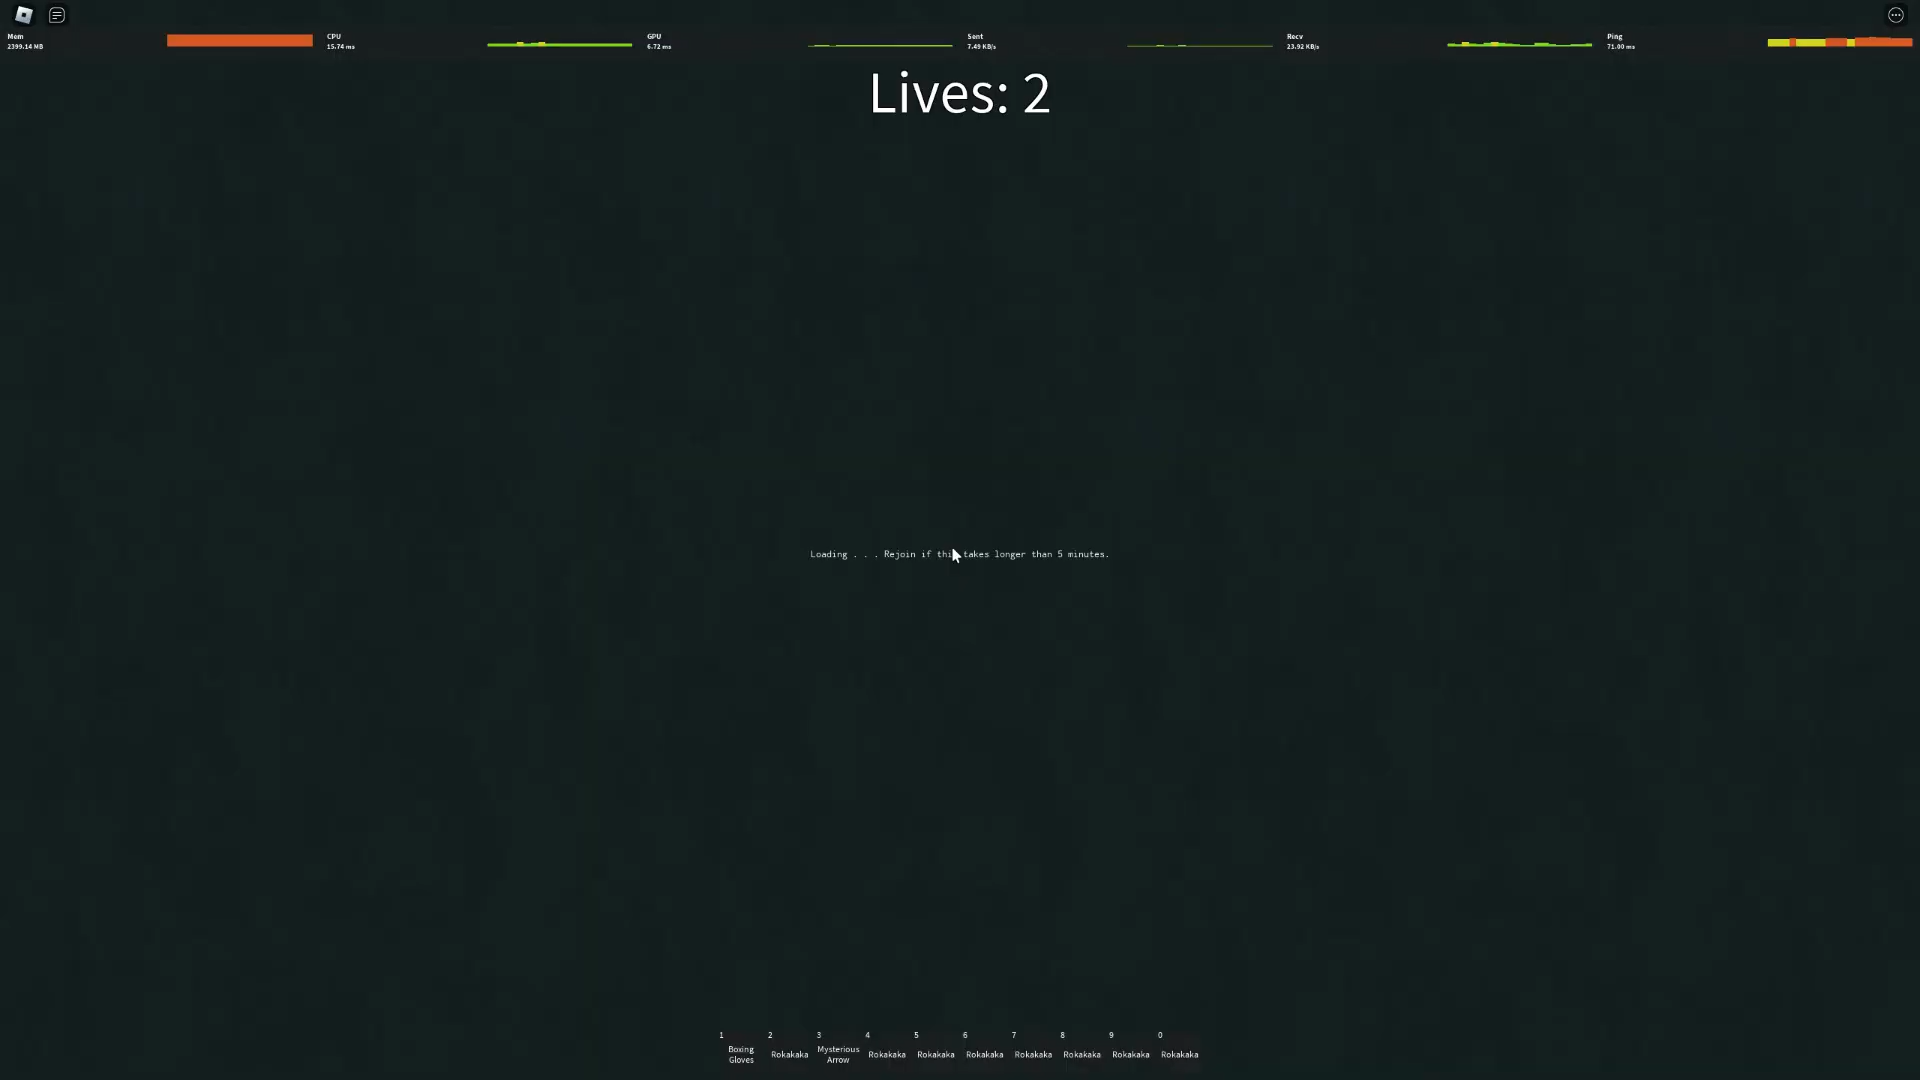 Mem
2399.14 MB
CPU
15.74 ms
GPU
6.72 ms
Sent
7.49 KB/s
Recv
23.92 KB/s
Ping
71.00 ms
Lives: 2
Loading . . . Rejoin if this takes longer than 5 minutes.
1 2 3 4 5 6 7 8 9 0
Boxing Gloves
Rokakaka
Mysterious Arrow
Rokakaka
Rokakaka
Rokakaka
Rokakaka
Rokakaka
Rokakaka
Rokakaka